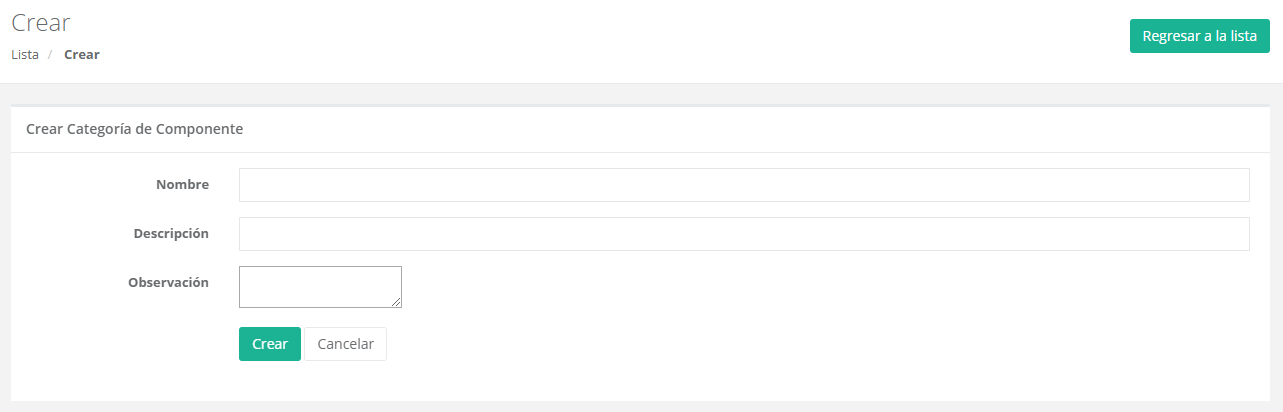 Crear
Lista / Crear
Regresar a la lista
Crear Categoría de Componente
Nombre
Descripción
Observación
Crear
Cancelar